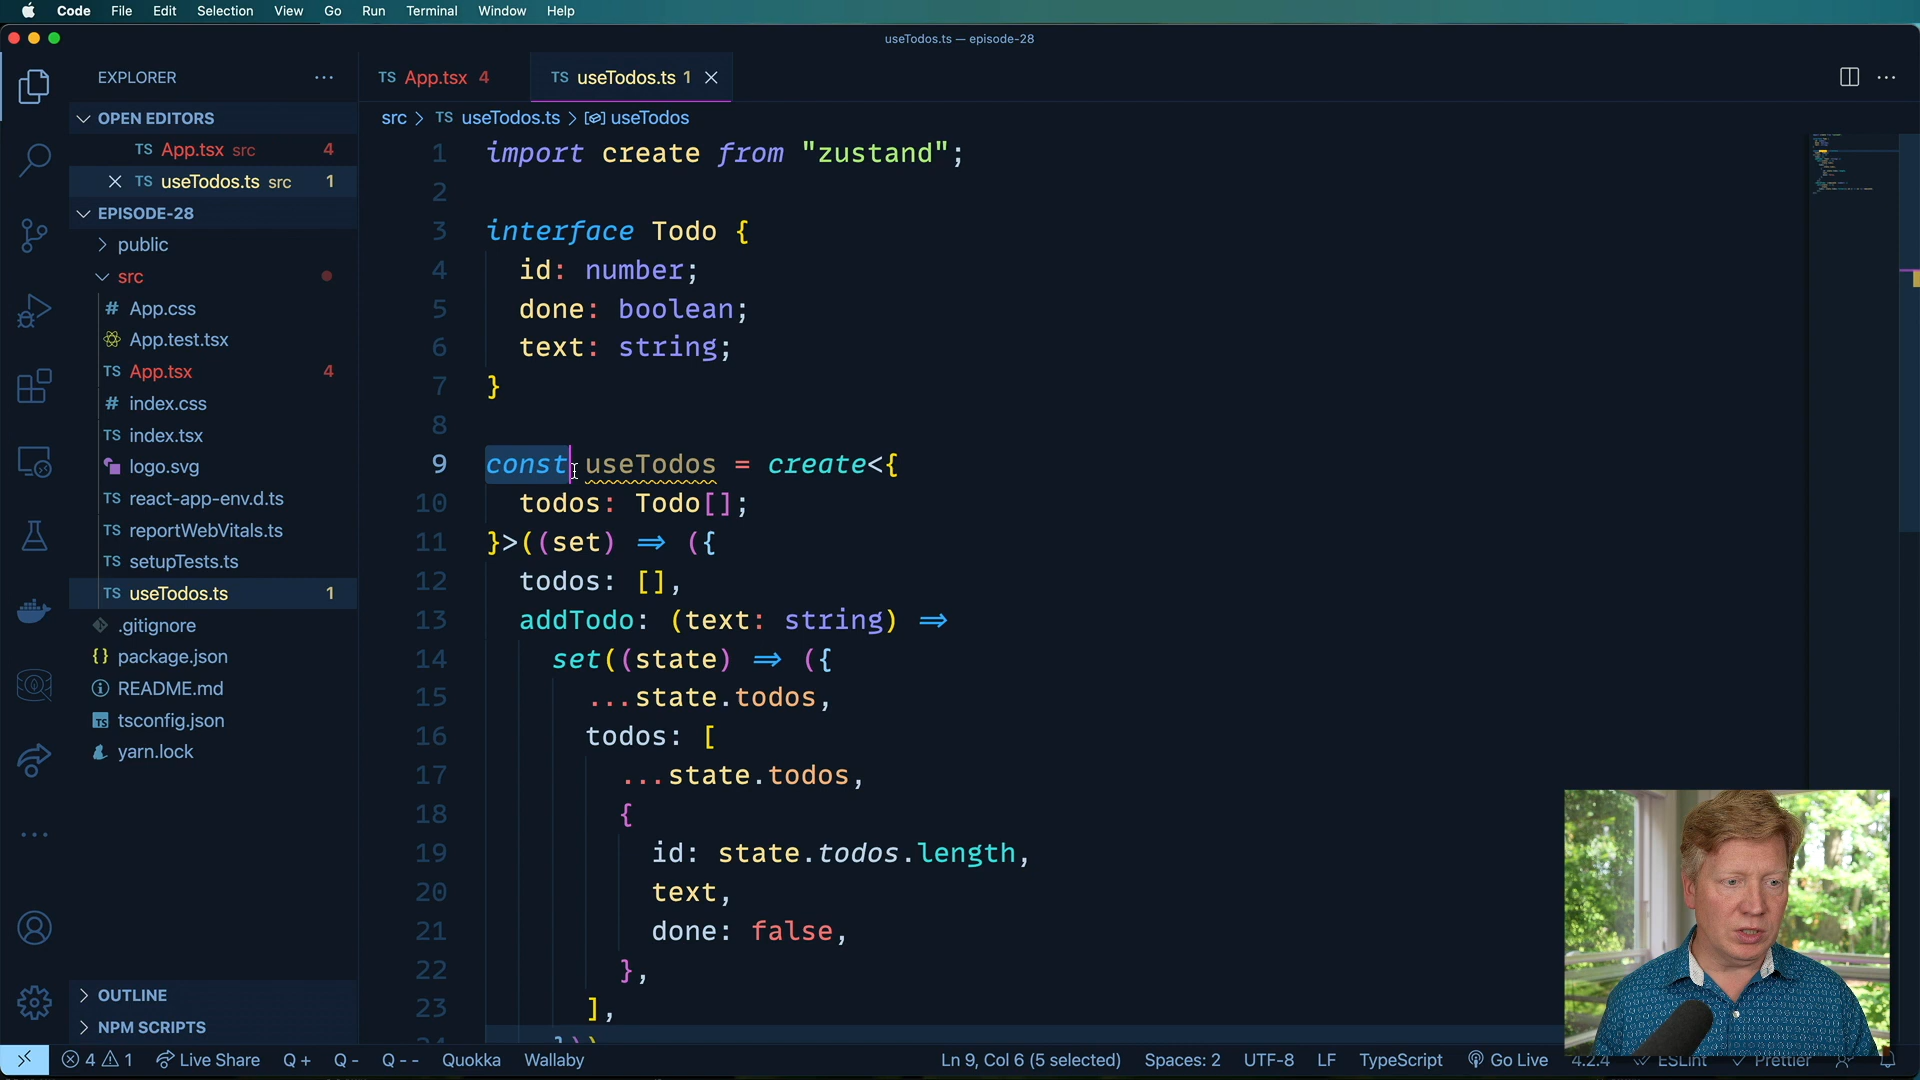 Code File Edit Selection View Go Run Terminal Window Help
useTodos.ts — episode-28
EXPLORER
OPEN EDITORS
TS App.tsx src 4
TS useTodos.ts src 1
EPISODE-28
public
src
# App.css
App.test.tsx
TS App.tsx 4
# index.css
TS index.tsx
logo.svg
TS react-app-env.d.ts
TS reportWebVitals.ts
TS setupTests.ts
TS useTodos.ts 1
.gitignore
{} package.json
README.md
TS tsconfig.json
yarn.lock
OUTLINE
NPM SCRIPTS
TS App.tsx 4
TS useTodos.ts 1
src > TS useTodos.ts > useTodos
1 import create from "zustand";
2
3 interface Todo {
4 id: number;
5 done: boolean;
6 text: string;
7 }
8
9 const useTodos = create<{
10 todos: Todo[];
11 }>((set) => ({
12 todos: [],
13 addTodo: (text: string) =>
14 set((state) => ({
15 ...state.todos,
16 todos: [
17 ...state.todos,
18 {
19 id: state.todos.length,
20 text,
21 done: false,
22 },
23 ],
4 1 Live Share Q+ Q- Q-- Quokka Wallaby Ln 9, Col 6 (5 selected) Spaces: 2 UTF-8 LF TypeScript Go Live 4.2.4 ESLint Prettier